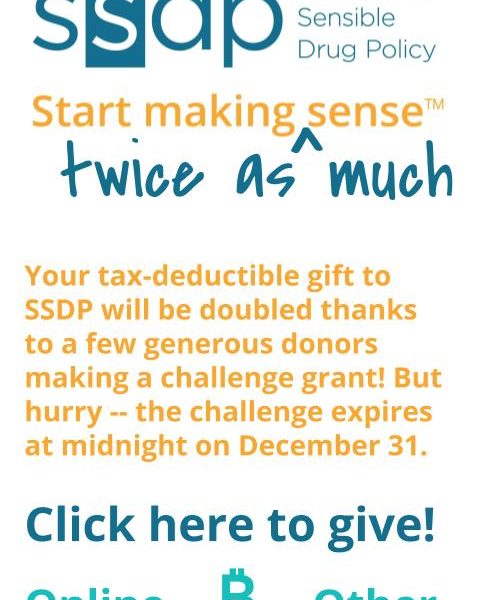 ssdp
Sensible
Drug Policy
Start making sense™
twice as much
Your tax-deductible gift to
SSDP will be doubled thanks
to a few generous donors
making a challenge grant! But
hurry -- the challenge expires
at midnight on December 31.
Click here to give!
Online ₿ Other